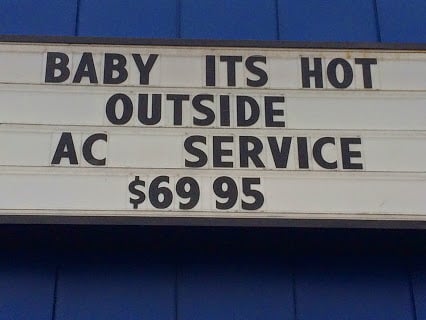 BABY ITS HOT
OUTSIDE
AC SERVICE
$69 95